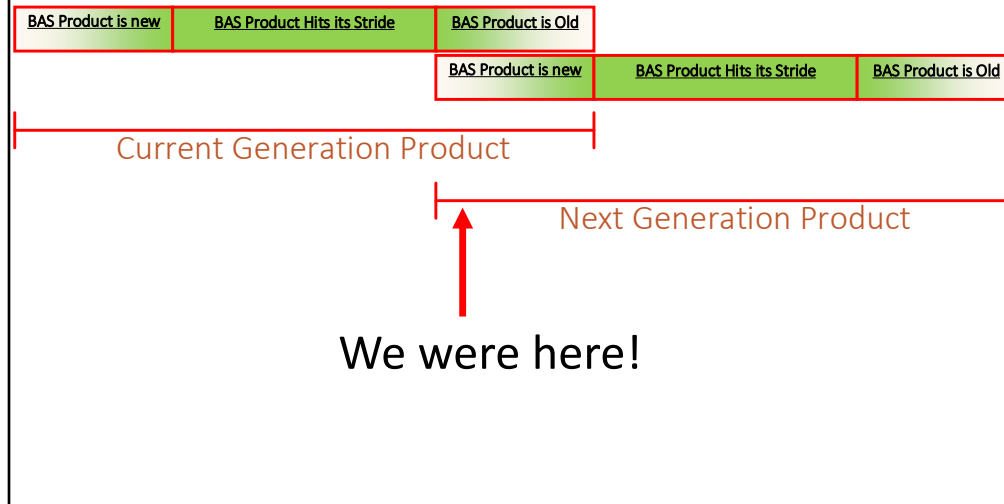 BAS Product is new BAS Product Hits its Stride BAS Product is Old
BAS Product is new BAS Product Hits its Stride BAS Product is Old
Current Generation Product
Next Generation Product
We were here!